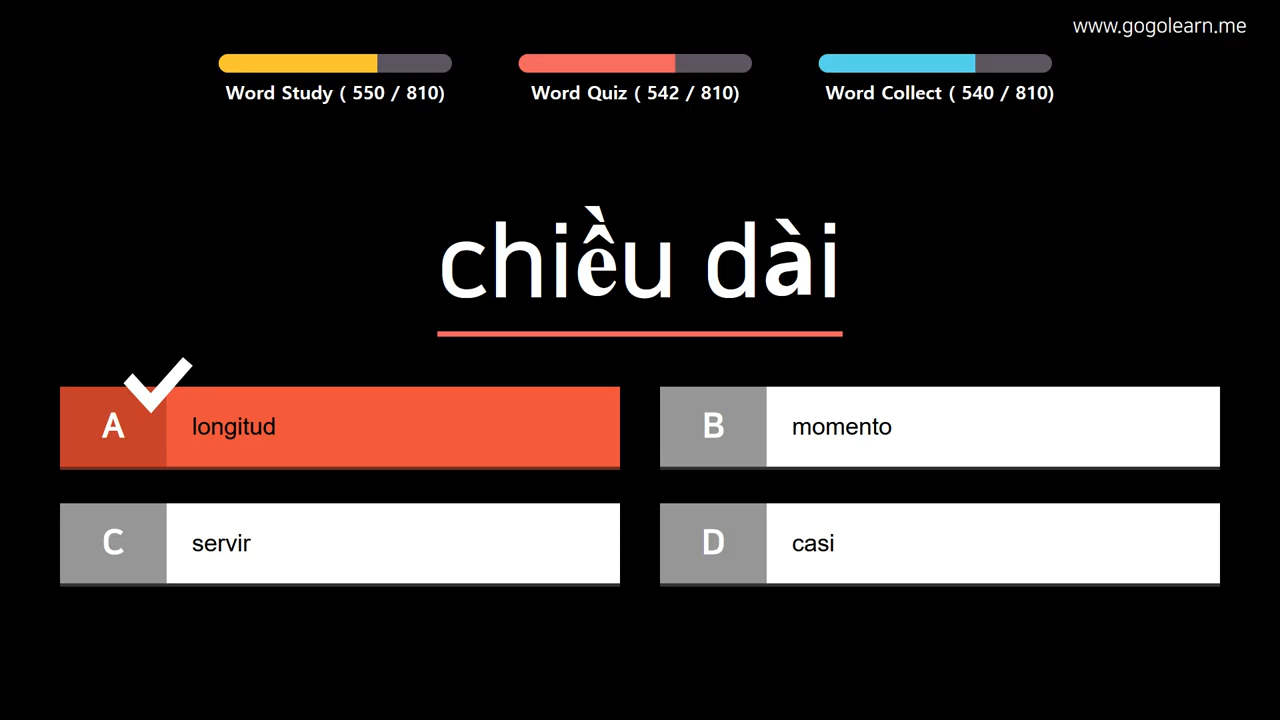 www.gogolearn.me
Word Study ( 550 / 810)
Word Quiz ( 542 / 810)
Word Collect ( 540 / 810)
chiều dài
A longitud
B momento
C servir
D casi